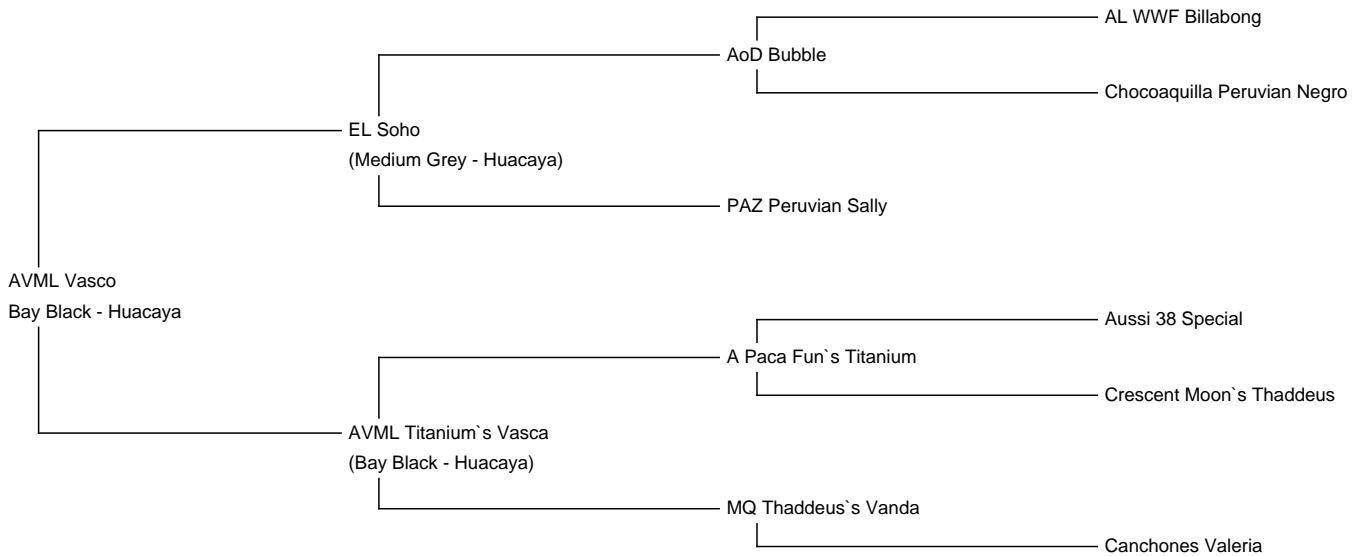 AL WWF Billabong
AoD Bubble
Chocoaquilla Peruvian Negro
EL Soho
(Medium Grey - Huacaya)
PAZ Peruvian Sally
AVML Vasco
Bay Black - Huacaya
Aussi 38 Special
A Paca Fun`s Titanium
Crescent Moon`s Thaddeus
AVML Titanium`s Vasca
(Bay Black - Huacaya)
MQ Thaddeus`s Vanda
Canchones Valeria